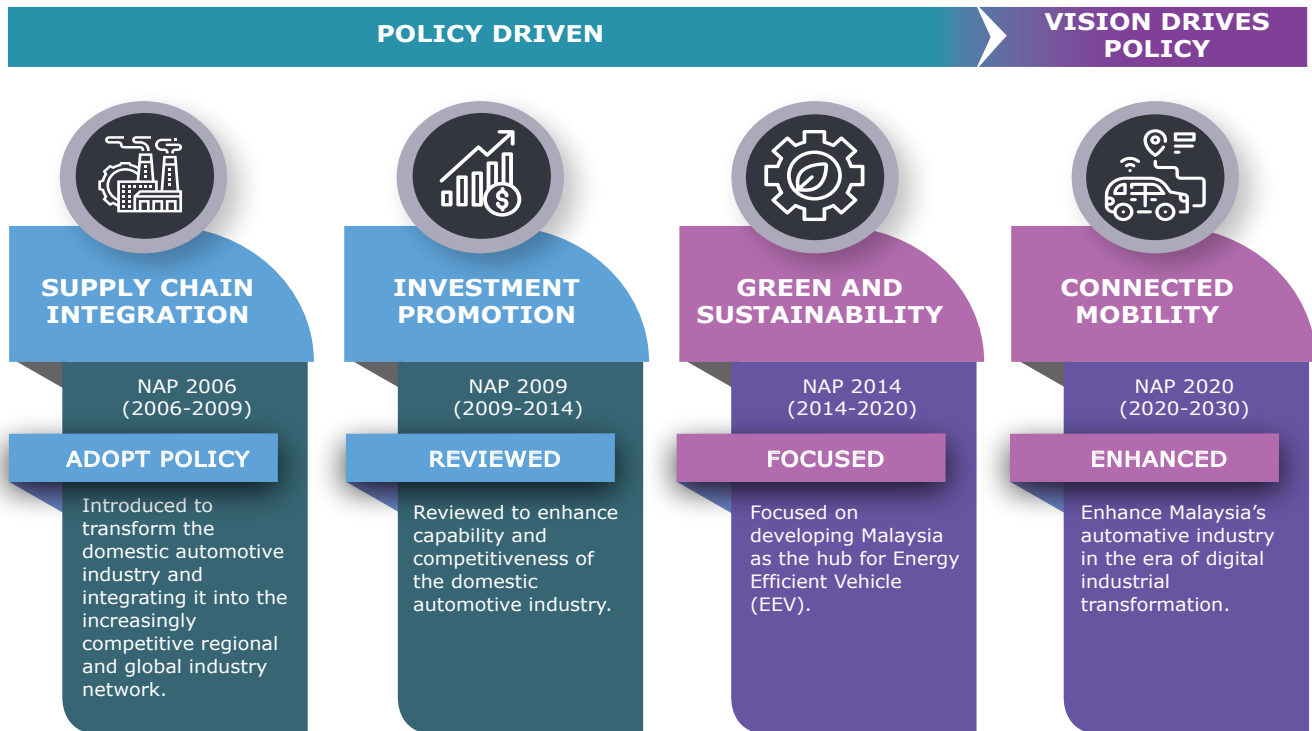 POLICY DRIVEN
VISION DRIVES
POLICY
SUPPLY CHAIN
INTEGRATION
NAP 2006
(2006-2009)
ADOPT POLICY
Introduced to
transform the
domestic automotive
industry and
integrating it into the
increasingly
competitive regional
and global industry
network.
INVESTMENT
PROMOTION
NAP 2009
(2009-2014)
REVIEWED
Reviewed to enhance
capability and
competitiveness of
the domestic
automotive industry.
GREEN AND
SUSTAINABILITY
NAP 2014
(2014-2020)
FOCUSED
Focused on
developing Malaysia
as the hub for Energy
Efficient Vehicle
(EEV).
CONNECTED
MOBILITY
NAP 2020
(2020-2030)
ENHANCED
Enhance Malaysia’s
automative industry
in the era of digital
industrial
transformation.